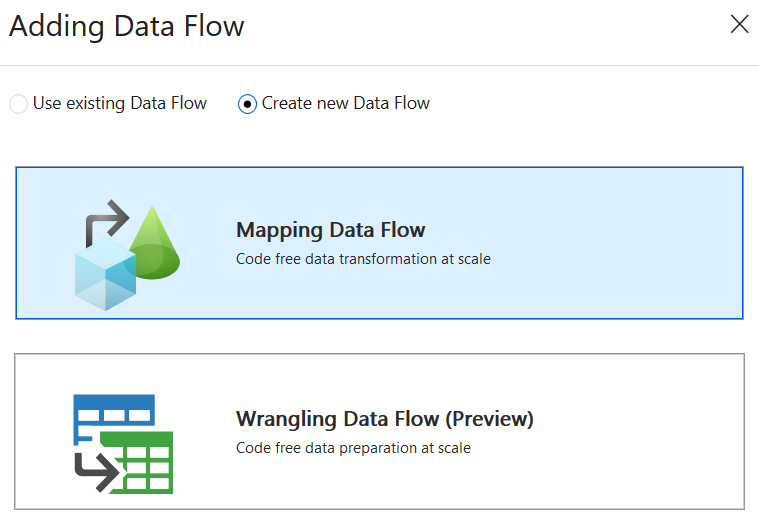 Adding Data Flow
Use existing Data Flow
Create new Data Flow
Mapping Data Flow
Code free data transformation at scale
Wrangling Data Flow (Preview)
Code free data preparation at scale